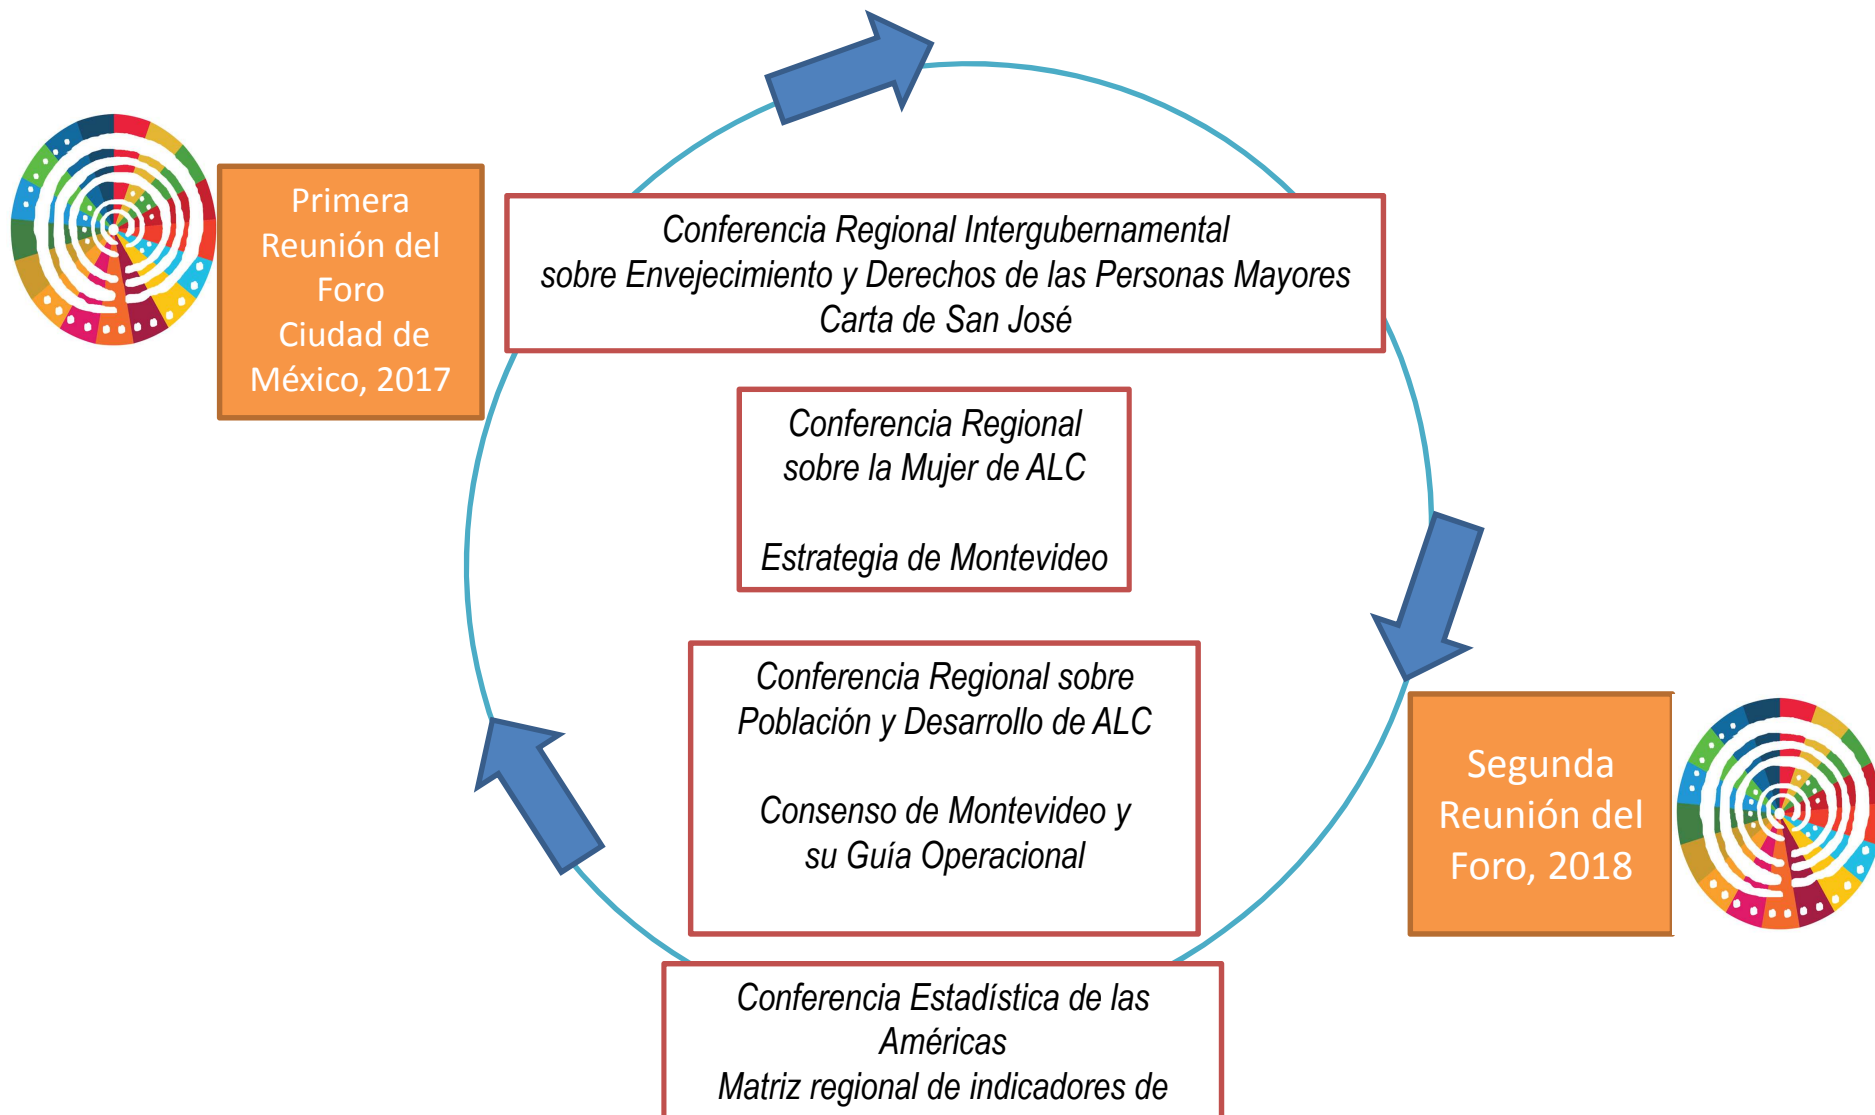 Primera
Reunión del
Foro
Ciudad de
México, 2017
Conferencia Regional Intergubernamental
sobre Envejecimiento y Derechos de las Personas Mayores
Carta de San José
Conferencia Regional
sobre la Mujer de ALC
Estrategia de Montevideo
Conferencia Regional sobre
Población y Desarrollo de ALC
Consenso de Montevideo y
su Guía Operacional
Segunda
Reunión del
Foro, 2018
Conferencia Estadística de las
Américas
Matriz regional de indicadores de